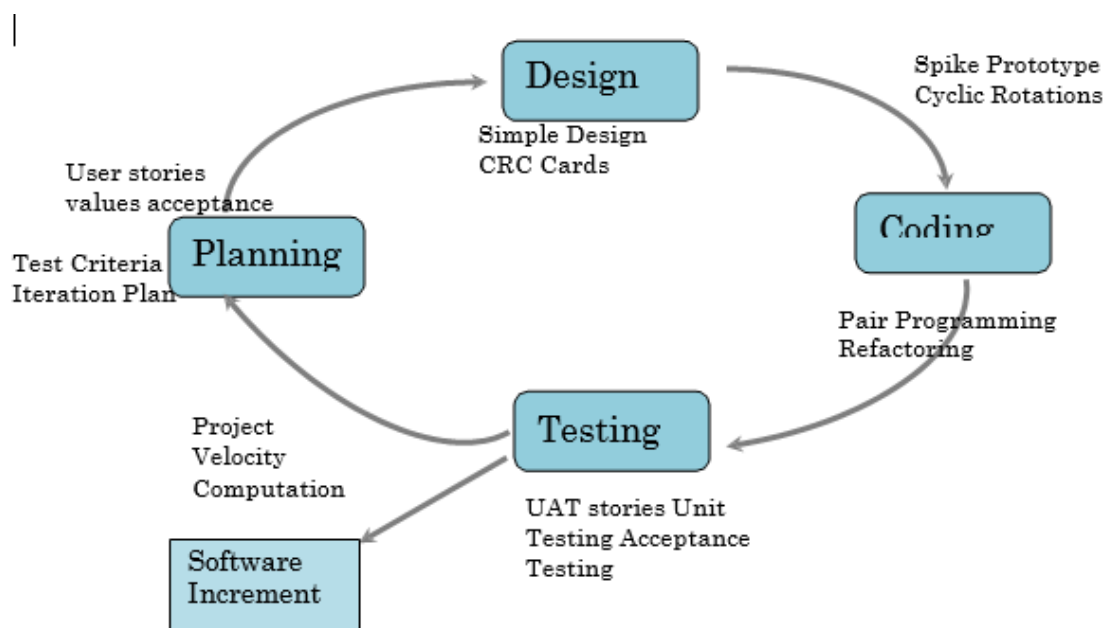 Design
Simple Design
CRC Cards
Spike Prototype
Cyclic Rotations
User stories
values acceptance
Planning
Test Criteria
Iteration Plan
Coding
Pair Programming
Refactoring
Testing
UAT stories Unit
Testing Acceptance
Testing
Project
Velocity
Computation
Software
Increment